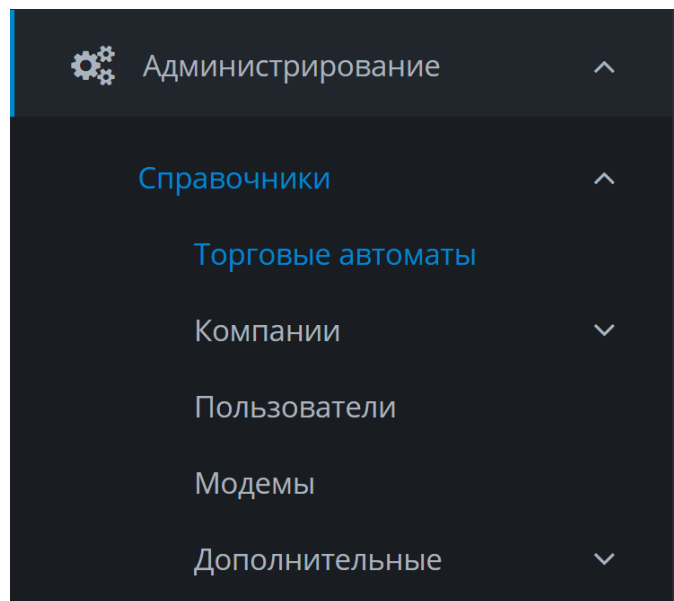 Администрирование
Справочники
Торговые автоматы
Компании
Пользователи
Модемы
Дополнительные